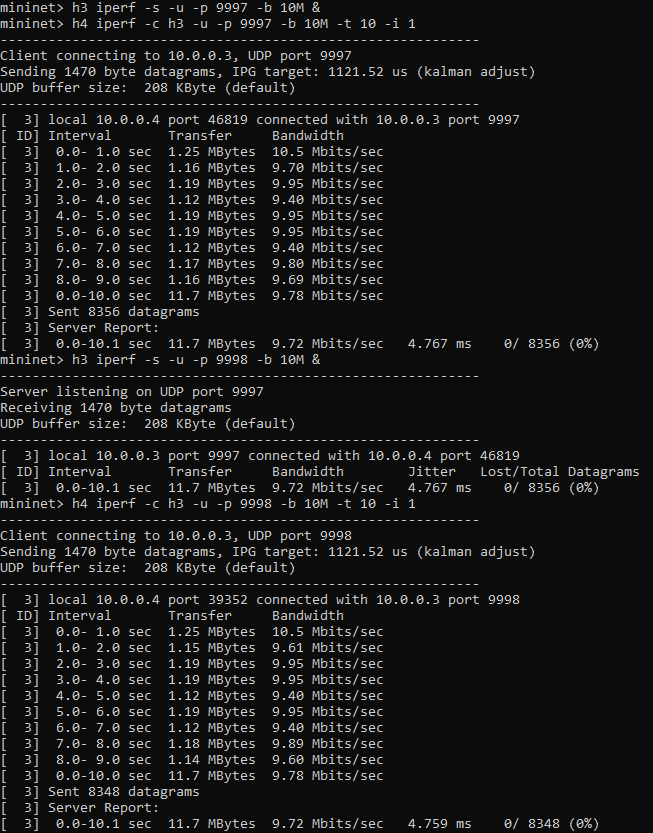 mininet> h3 iperf -s -u -p 9997 -b 10M &
mininet> h4 iperf -c h3 -u -p 9997 -b 10M -t 10 -i 1
------------------------------------------------------------
Client connecting to 10.0.0.3, UDP port 9997
Sending 1470 byte datagrams, IPG target: 1121.52 us (kalman adjust)
UDP buffer size:  208 KByte (default)
------------------------------------------------------------
[  3] local 10.0.0.4 port 46819 connected with 10.0.0.3 port 9997
[ ID] Interval       Transfer     Bandwidth
[  3]  0.0- 1.0 sec  1.25 MBytes  10.5 Mbits/sec
[  3]  1.0- 2.0 sec  1.16 MBytes  9.70 Mbits/sec
[  3]  2.0- 3.0 sec  1.19 MBytes  9.95 Mbits/sec
[  3]  3.0- 4.0 sec  1.12 MBytes  9.40 Mbits/sec
[  3]  4.0- 5.0 sec  1.19 MBytes  9.95 Mbits/sec
[  3]  5.0- 6.0 sec  1.19 MBytes  9.95 Mbits/sec
[  3]  6.0- 7.0 sec  1.12 MBytes  9.40 Mbits/sec
[  3]  7.0- 8.0 sec  1.17 MBytes  9.80 Mbits/sec
[  3]  8.0- 9.0 sec  1.16 MBytes  9.69 Mbits/sec
[  3]  0.0-10.0 sec  11.7 MBytes  9.78 Mbits/sec
[  3] Sent 8356 datagrams
[  3] Server Report:
[  3]  0.0-10.1 sec  11.7 MBytes  9.72 Mbits/sec   4.767 ms    0/ 8356 (0%)
mininet> h3 iperf -s -u -p 9998 -b 10M &
------------------------------------------------------------
Server listening on UDP port 9997
Receiving 1470 byte datagrams
UDP buffer size:  208 KByte (default)
------------------------------------------------------------
[  3] local 10.0.0.3 port 9997 connected with 10.0.0.4 port 46819
[ ID] Interval       Transfer     Bandwidth        Jitter   Lost/Total Datagrams
[  3]  0.0-10.1 sec  11.7 MBytes  9.72 Mbits/sec   4.767 ms    0/ 8356 (0%)
mininet> h4 iperf -c h3 -u -p 9998 -b 10M -t 10 -i 1
------------------------------------------------------------
Client connecting to 10.0.0.3, UDP port 9998
Sending 1470 byte datagrams, IPG target: 1121.52 us (kalman adjust)
UDP buffer size:  208 KByte (default)
------------------------------------------------------------
[  3] local 10.0.0.4 port 39352 connected with 10.0.0.3 port 9998
[ ID] Interval       Transfer     Bandwidth
[  3]  0.0- 1.0 sec  1.25 MBytes  10.5 Mbits/sec
[  3]  1.0- 2.0 sec  1.15 MBytes  9.61 Mbits/sec
[  3]  2.0- 3.0 sec  1.19 MBytes  9.95 Mbits/sec
[  3]  3.0- 4.0 sec  1.19 MBytes  9.95 Mbits/sec
[  3]  4.0- 5.0 sec  1.12 MBytes  9.40 Mbits/sec
[  3]  5.0- 6.0 sec  1.19 MBytes  9.95 Mbits/sec
[  3]  6.0- 7.0 sec  1.12 MBytes  9.40 Mbits/sec
[  3]  7.0- 8.0 sec  1.18 MBytes  9.89 Mbits/sec
[  3]  8.0- 9.0 sec  1.14 MBytes  9.60 Mbits/sec
[  3]  0.0-10.0 sec  11.7 MBytes  9.78 Mbits/sec
[  3] Sent 8348 datagrams
[  3] Server Report:
[  3]  0.0-10.1 sec  11.7 MBytes  9.72 Mbits/sec   4.759 ms    0/ 8348 (0%)